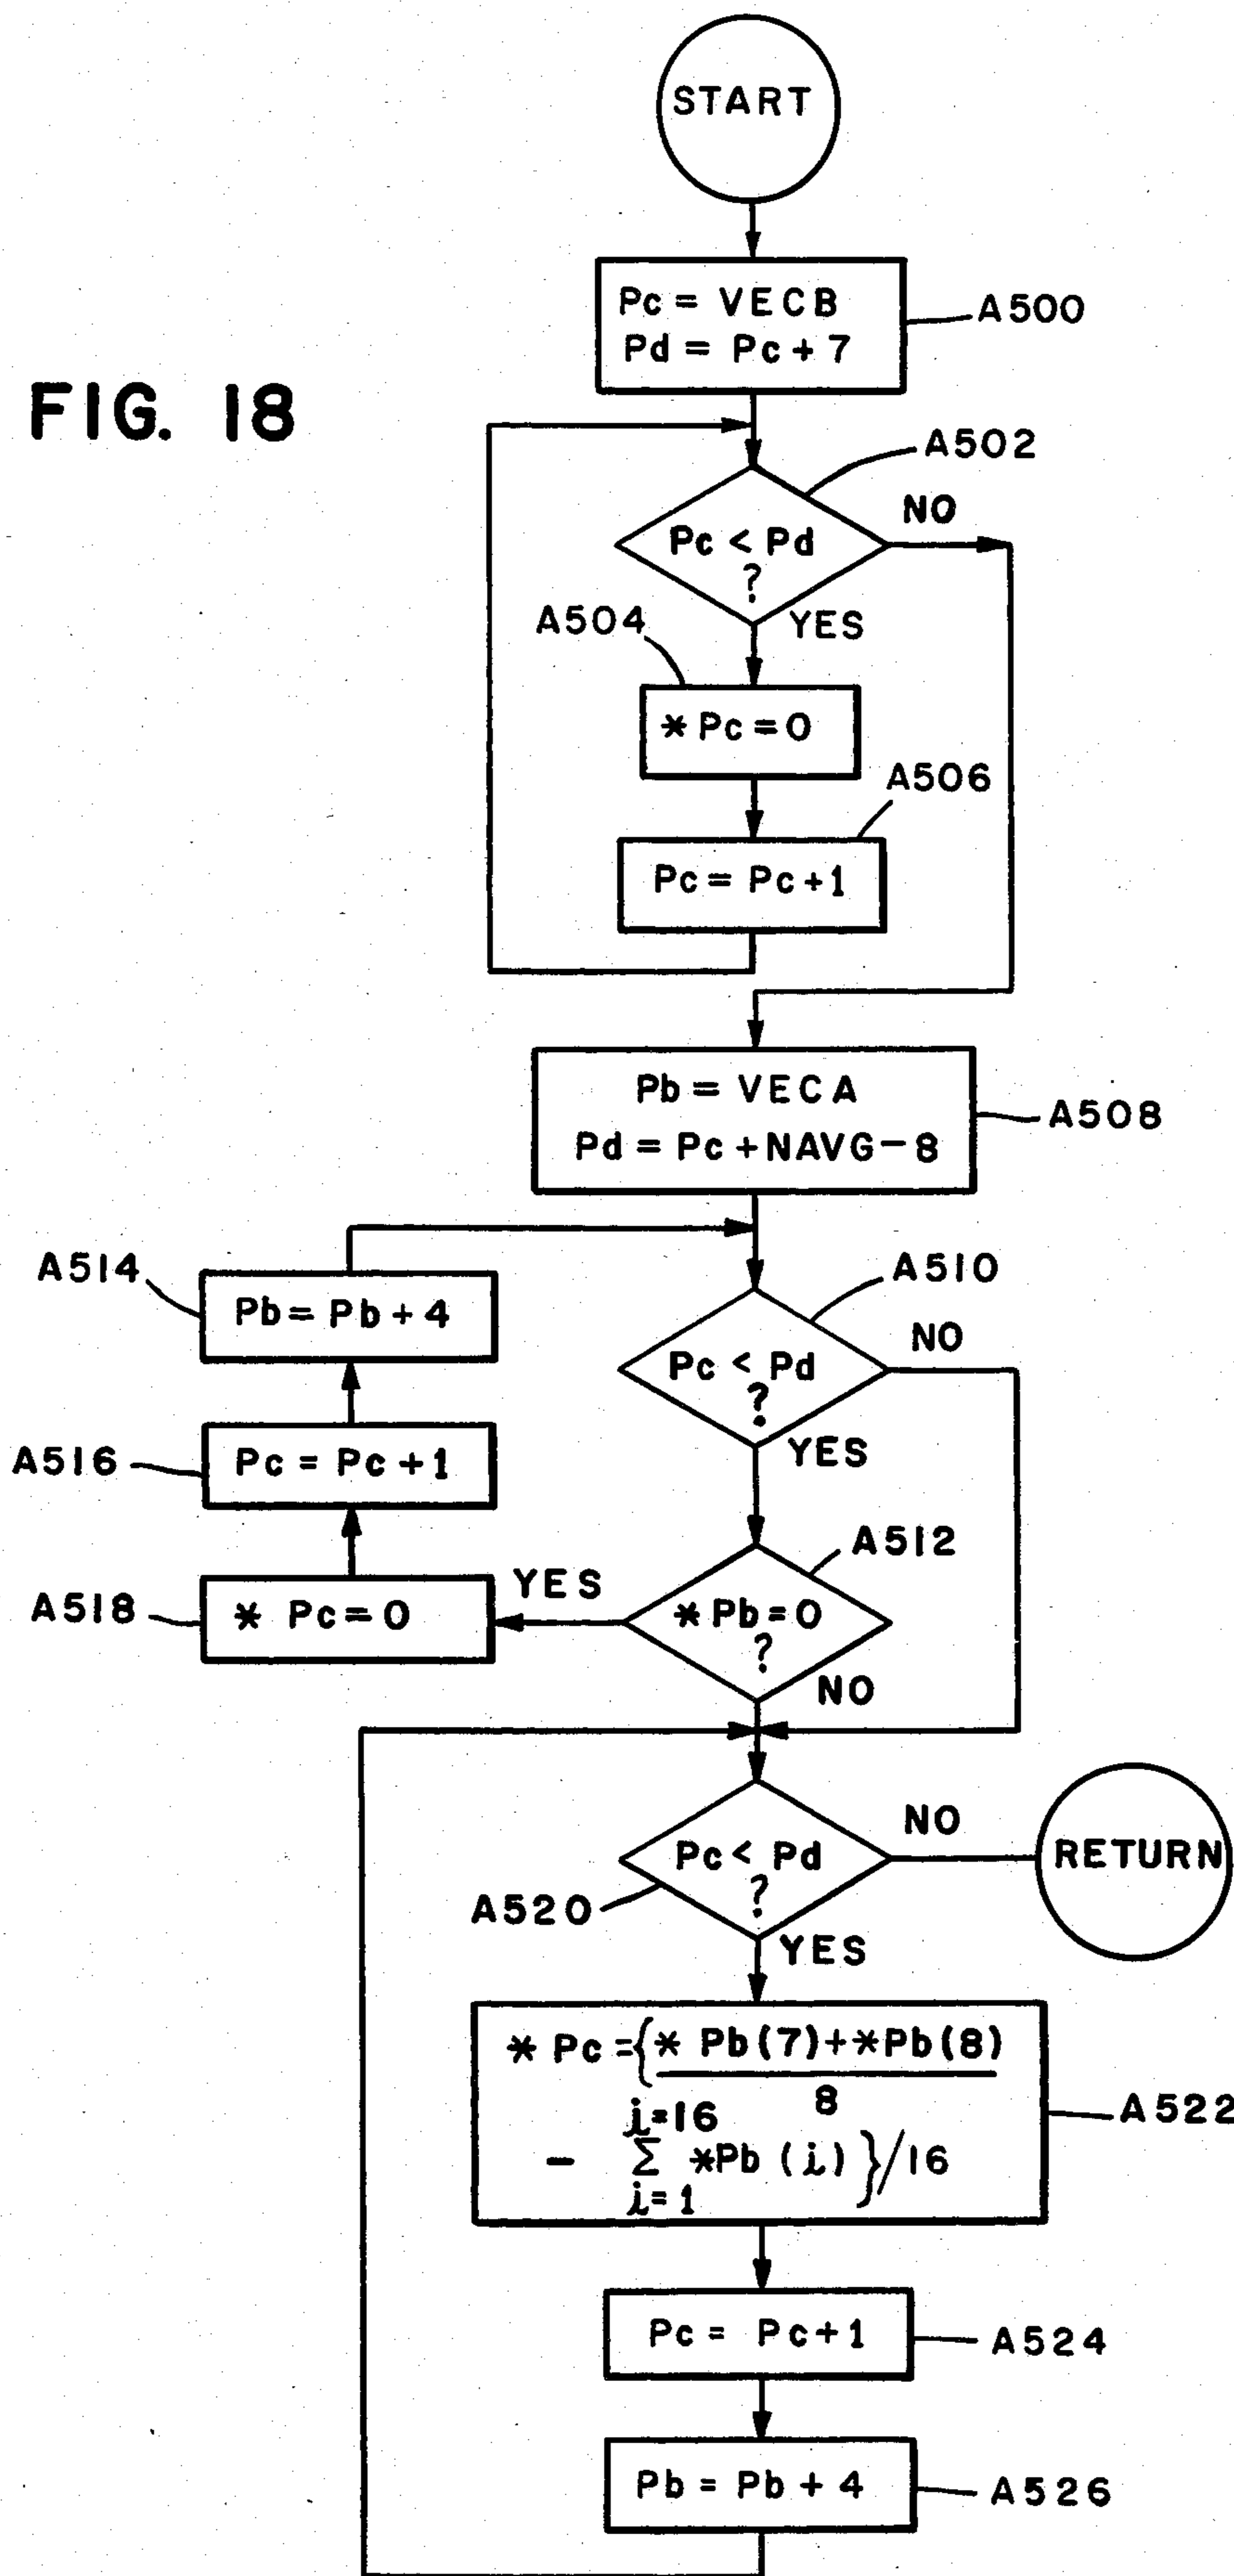 START
Pc = VECB
Pd = Pc + 7
A500
FIG. 18
A502
NO
Pc < Pd
?
YES
A504
* Pc = 0
A506
Pc = Pc + 1
Pb = VECA
Pd = Pc + NAVG - 8
A508
A514
Pb = Pb + 4
A510
NO
Pc < Pd
?
YES
A516
Pc = Pc + 1
A512
YES
A518
* Pc = 0
* Pb = 0
?
NO
NO
Pc < Pd
?
RETURN
A520
YES
* Pc = { * Pb (7) + * Pb (8)
8
i=16
- Σ * Pb (i) } / 16
i=1
A522
Pc = Pc + 1
A524
Pb = Pb + 4
A526